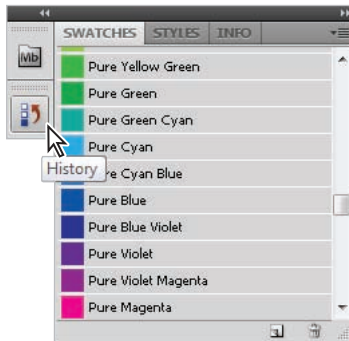 SWATCHES STYLES INFO
Mb
Pure Yellow Green
Pure Green
Pure Green Cyan
Pure Cyan
History
re Cyan Blue
Pure Blue
Pure Blue Violet
Pure Violet
Pure Violet Magenta
Pure Magenta